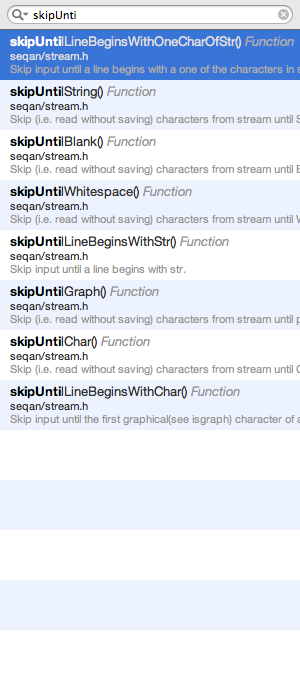 skipUnti
skipUntilLineBeginsWithOneCharOfStr() Function
seqan/stream.h
Skip input until a line begins with a one of the characters in s
skipUntilString() Function
seqan/stream.h
Skip (i.e. read without saving) characters from stream until S
skipUntilBlank() Function
seqan/stream.h
Skip (i.e. read without saving) characters from stream until B
skipUntilWhitespace() Function
seqan/stream.h
Skip (i.e. read without saving) characters from stream until W
skipUntilLineBeginsWithStr() Function
seqan/stream.h
Skip input until a line begins with str.
skipUntilGraph() Function
seqan/stream.h
Skip (i.e. read without saving) characters from stream until p
skipUntilChar() Function
seqan/stream.h
Skip (i.e. read without saving) characters from stream until C
skipUntilLineBeginsWithChar() Function
seqan/stream.h
Skip input until the first graphical(see isgraph) character of a